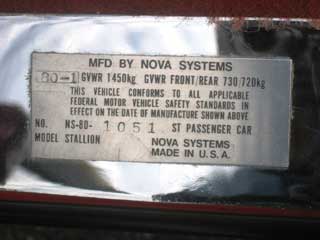 MFD BY NOVA SYSTEMS
80-1 GVWR 1450kg GVWR FRONT/REAR 730/720kg
THIS VEHICLE CONFORMS TO ALL APPLICABLE
FEDERAL MOTOR VEHICLE SAFETY STANDARDS IN
EFFECT ON THE DATE OF MANUFACTURE SHOWN ABOVE
NO. NS-80- 1051 ST PASSENGER CAR
MODEL STALLION NOVA SYSTEMS
MADE IN U.S.A.